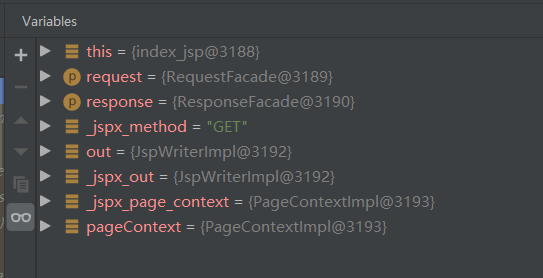 Variables
this = {index_jsp@3188}
request = {RequestFacade@3189}
response = {ResponseFacade@3190}
_jspx_method = "GET"
out = {JspWriterImpl@3192}
_jspx_out = {JspWriterImpl@3192}
_jspx_page_context = {PageContextImpl@3193}
pageContext = {PageContextImpl@3193}